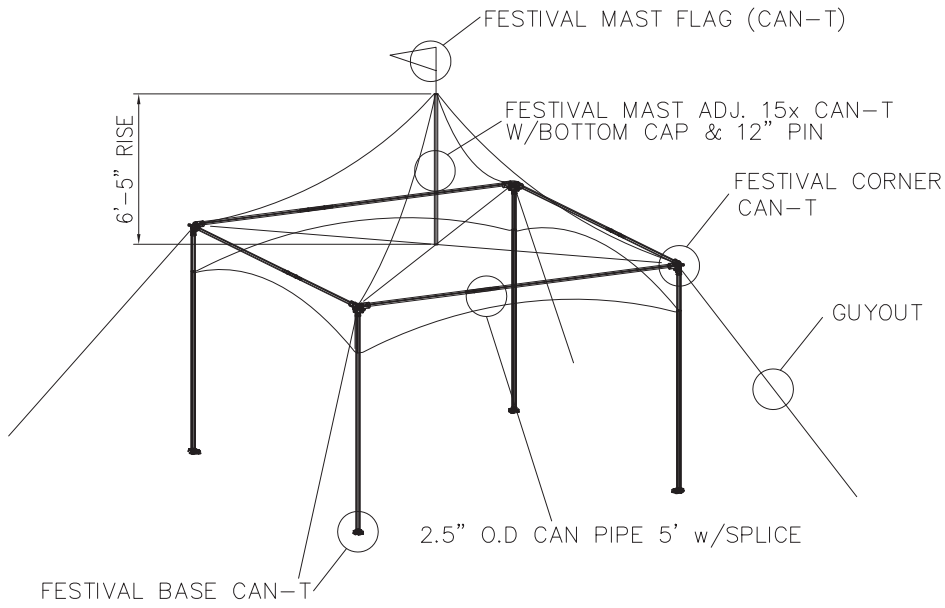 FESTIVAL MAST FLAG (CAN-T)
FESTIVAL MAST ADJ. 15x CAN-T
W/BOTTOM CAP & 12" PIN
6'-5" RISE
FESTIVAL CORNER
CAN-T
GUYOUT
2.5" O.D CAN PIPE 5' w/SPLICE
FESTIVAL BASE CAN-T